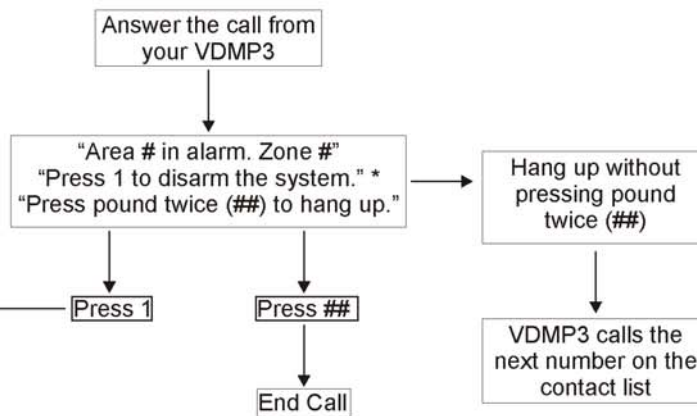 Answer the call from
your VDMP3
“Area # in alarm. Zone #”
“Press 1 to disarm the system.” *
“Press pound twice (##) to hang up.”
Hang up without
pressing pound
twice (##)
Press 1
Press ##
VDMP3 calls the
next number on the
contact list
End Call